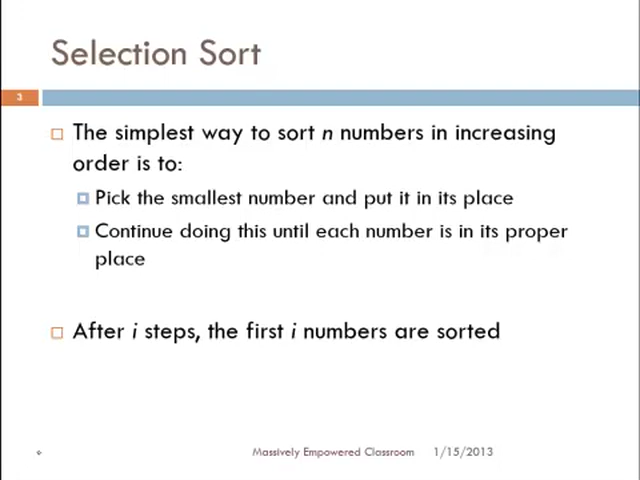 Selection Sort
3
The simplest way to sort n numbers in increasing
order is to:
Pick the smallest number and put it in its place
Continue doing this until each number is in its proper
place
After i steps, the first i numbers are sorted
Massively Empowered Classroom 1/15/2013